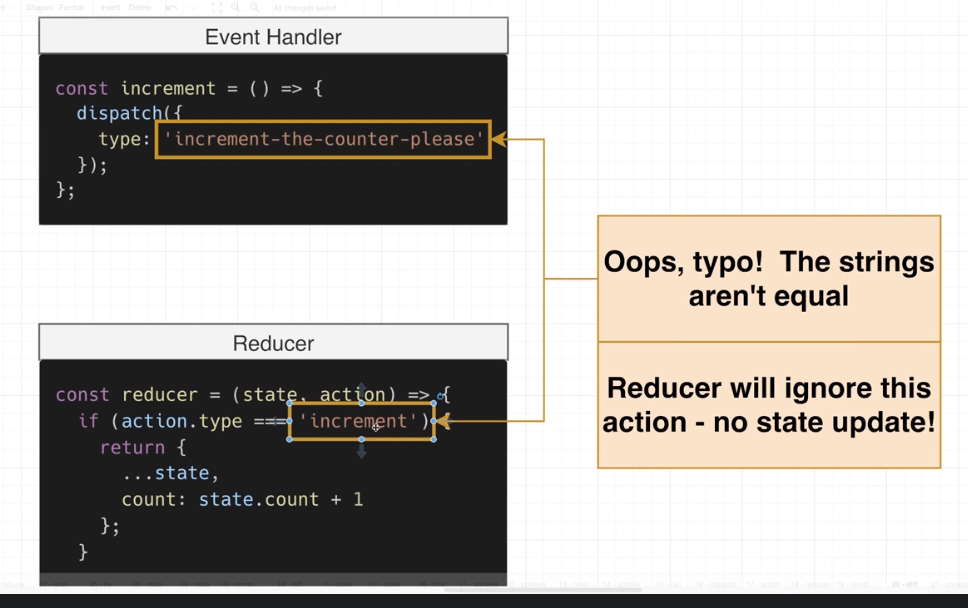 Shapes Format Insert Delete All changes saved
Event Handler
const increment = () => {
dispatch({
type: 'increment-the-counter-please'
});
};
Oops, typo! The strings
aren't equal
Reducer will ignore this
action - no state update!
Reducer
const reducer = (state, action) => {
if (action.type === 'increment') {
return {
...state,
count: state.count + 1
};
}